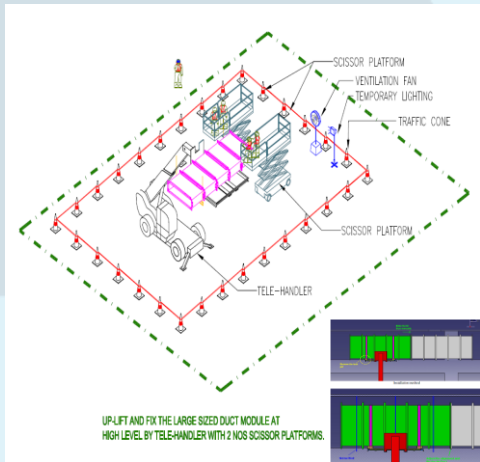 SCISSOR PLATFORM
VENTILATION FAN
TEMPORARY LIGHTING
TRAFFIC CONE
SCISSOR PLATFORM
TELE-HANDLER
UP-LIFT AND FIX THE LARGE SIZED DUCT MODULE AT
HIGH LEVEL BY TELE-HANDLER WITH 2 NOS SCISSOR PLATFORMS.